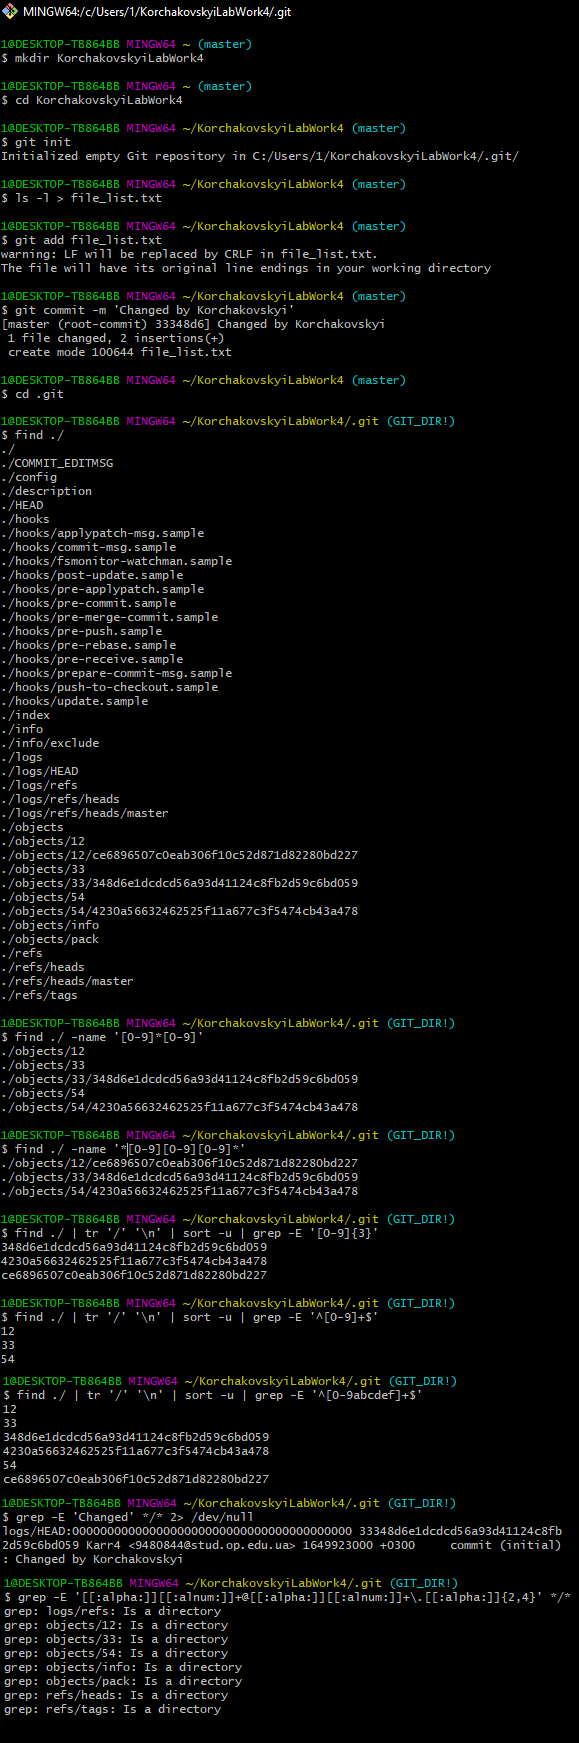 MINGW64:/c/Users/1/KorchakovskyiLabWork4/.git
1@DESKTOP-TB864BB MINGW64 ~ (master)
$ mkdir KorchakovskyiLabWork4
1@DESKTOP-TB864BB MINGW64 ~ (master)
$ cd KorchakovskyiLabWork4
1@DESKTOP-TB864BB MINGW64 ~/KorchakovskyiLabWork4 (master)
$ git init
Initialized empty Git repository in C:/Users/1/KorchakovskyiLabWork4/.git/
1@DESKTOP-TB864BB MINGW64 ~/KorchakovskyiLabWork4 (master)
$ ls -l > file_list.txt
1@DESKTOP-TB864BB MINGW64 ~/KorchakovskyiLabWork4 (master)
$ git add file_list.txt
warning: LF will be replaced by CRLF in file_list.txt.
The file will have its original line endings in your working directory
1@DESKTOP-TB864BB MINGW64 ~/KorchakovskyiLabWork4 (master)
$ git commit -m 'Changed by Korchakovskyi'
[master (root-commit) 33348d6] Changed by Korchakovskyi
1 file changed, 2 insertions(+)
create mode 100644 file_list.txt
1@DESKTOP-TB864BB MINGW64 ~/KorchakovskyiLabWork4 (master)
$ cd .git
1@DESKTOP-TB864BB MINGW64 ~/KorchakovskyiLabWork4/.git (GIT_DIR!)
$ find ./
./
./COMMIT_EDITMSG
./config
./description
./HEAD
./hooks
./hooks/applypatch-msg.sample
./hooks/commit-msg.sample
./hooks/fsmonitor-watchman.sample
./hooks/post-update.sample
./hooks/pre-applypatch.sample
./hooks/pre-commit.sample
./hooks/pre-merge-commit.sample
./hooks/pre-push.sample
./hooks/pre-rebase.sample
./hooks/pre-receive.sample
./hooks/prepare-commit-msg.sample
./hooks/push-to-checkout.sample
./hooks/update.sample
./index
./info
./info/exclude
./logs
./logs/HEAD
./logs/refs
./logs/refs/heads
./logs/refs/heads/master
./objects
./objects/12
./objects/12/ce6896507c0eab306f10c52d871d82280bd227
./objects/33
./objects/33/348d6e1dcdcd56a93d41124c8fb2d59c6bd059
./objects/54
./objects/54/4230a56632462525f11a677c3f5474cb43a478
./objects/info
./objects/pack
./refs
./refs/heads
./refs/heads/master
./refs/tags
1@DESKTOP-TB864BB MINGW64 ~/KorchakovskyiLabWork4/.git (GIT_DIR!)
$ find ./ -name '[0-9]*[0-9]'
./objects/12
./objects/33
./objects/33/348d6e1dcdcd56a93d41124c8fb2d59c6bd059
./objects/54
./objects/54/4230a56632462525f11a677c3f5474cb43a478
1@DESKTOP-TB864BB MINGW64 ~/KorchakovskyiLabWork4/.git (GIT_DIR!)
$ find ./ -name '*[0-9][0-9][0-9]*'
./objects/12/ce6896507c0eab306f10c52d871d82280bd227
./objects/33/348d6e1dcdcd56a93d41124c8fb2d59c6bd059
./objects/54/4230a56632462525f11a677c3f5474cb43a478
1@DESKTOP-TB864BB MINGW64 ~/KorchakovskyiLabWork4/.git (GIT_DIR!)
$ find ./ | tr '/' '\n' | sort -u | grep -E '[0-9]{3}'
348d6e1dcdcd56a93d41124c8fb2d59c6bd059
4230a56632462525f11a677c3f5474cb43a478
ce6896507c0eab306f10c52d871d82280bd227
1@DESKTOP-TB864BB MINGW64 ~/KorchakovskyiLabWork4/.git (GIT_DIR!)
$ find ./ | tr '/' '\n' | sort -u | grep -E '^[0-9]+$'
12
33
54
1@DESKTOP-TB864BB MINGW64 ~/KorchakovskyiLabWork4/.git (GIT_DIR!)
$ find ./ | tr '/' '\n' | sort -u | grep -E '^[0-9abcdef]+$'
12
33
348d6e1dcdcd56a93d41124c8fb2d59c6bd059
4230a56632462525f11a677c3f5474cb43a478
54
ce6896507c0eab306f10c52d871d82280bd227
1@DESKTOP-TB864BB MINGW64 ~/KorchakovskyiLabWork4/.git (GIT_DIR!)
$ grep -E 'Changed' */* 2> /dev/null
logs/HEAD:0000000000000000000000000000000000000000 33348d6e1dcdcd56a93d41124c8fb
2d59c6bd059 Karr4 <9480844@stud.op.edu.ua> 1649923000 +0300 commit (initial)
: Changed by Korchakovskyi
1@DESKTOP-TB864BB MINGW64 ~/KorchakovskyiLabWork4/.git (GIT_DIR!)
$ grep -E '[[:alpha:]][[:alnum:]]+@[[:alpha:]][[:alnum:]]+\.[[:alpha:]]{2,4}' */*
grep: logs/refs: Is a directory
grep: objects/12: Is a directory
grep: objects/33: Is a directory
grep: objects/54: Is a directory
grep: objects/info: Is a directory
grep: objects/pack: Is a directory
grep: refs/heads: Is a directory
grep: refs/tags: Is a directory